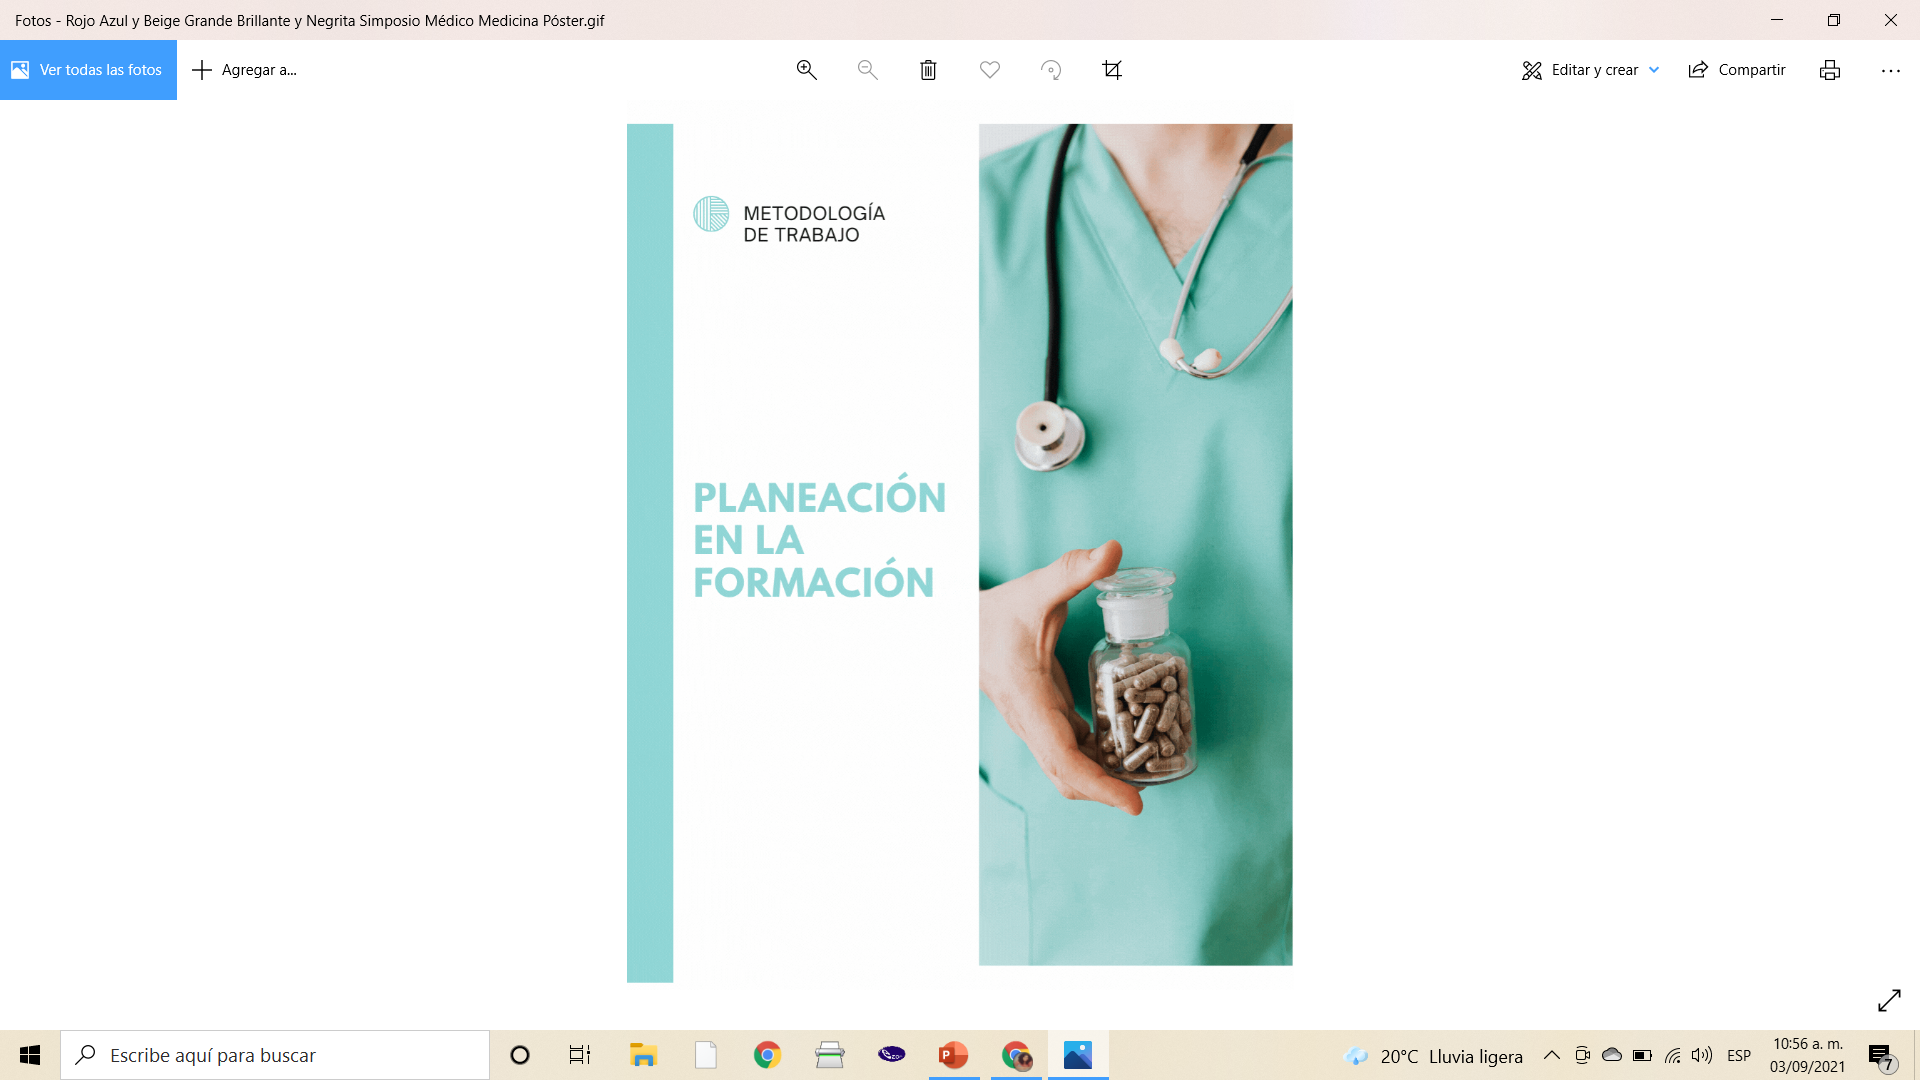 Fotos - Rojo Azul y Beige Grande Brillante y Negrita Simposio Médico Medicina Póster.gif
Ver todas las fotos
Agregar a...
Editar y crear
Compartir
METODOLOGÍA
DE TRABAJO
PLANEACIÓN
EN LA
FORMACIÓN
Escribe aquí para buscar
20°C Lluvia ligera
ESP
10:56 a. m.
03/09/2021
7